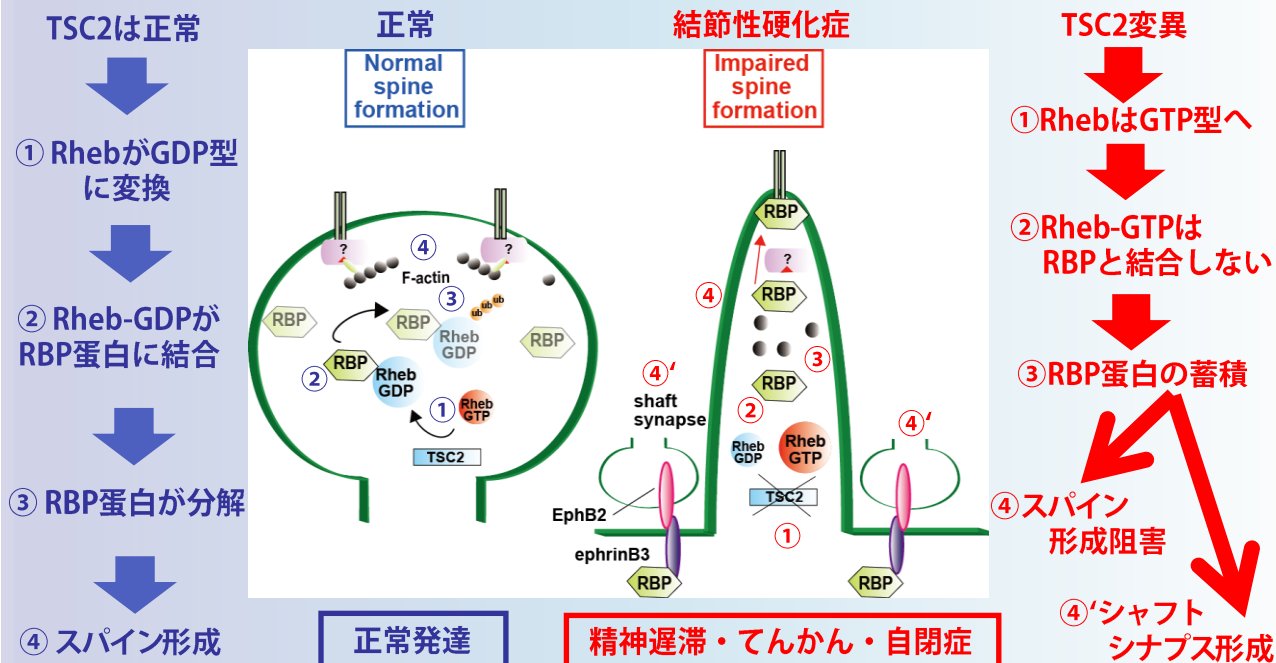 TSC2は正常
① RhebがGDP型
に変換
② Rheb-GDPが
RBP蛋白に結合
③ RBP蛋白が分解
④ スパイン形成
正常
Normal
spine
formation
?
?
④
F-actin
③
ub
ub
ub
RBP
RBP
Rheb
GDP
RBP
RBP
②
Rheb
GDP
①
Rheb
GTP
TSC2
正常発達
結節性硬化症
Impaired
spine
formation
RBP
?
④
RBP
③
RBP
②
Rheb
GDP
Rheb
GTP
TSC2
①
④‘
shaft
synapse
EphB2
ephrinB3
RBP
④‘
RBP
精神遅滞・てんかん・自閉症
TSC2変異
①RhebはGTP型へ
②Rheb-GTPは
RBPと結合しない
③RBP蛋白の蓄積
④スパイン
形成阻害
④‘シャフト
シナプス形成